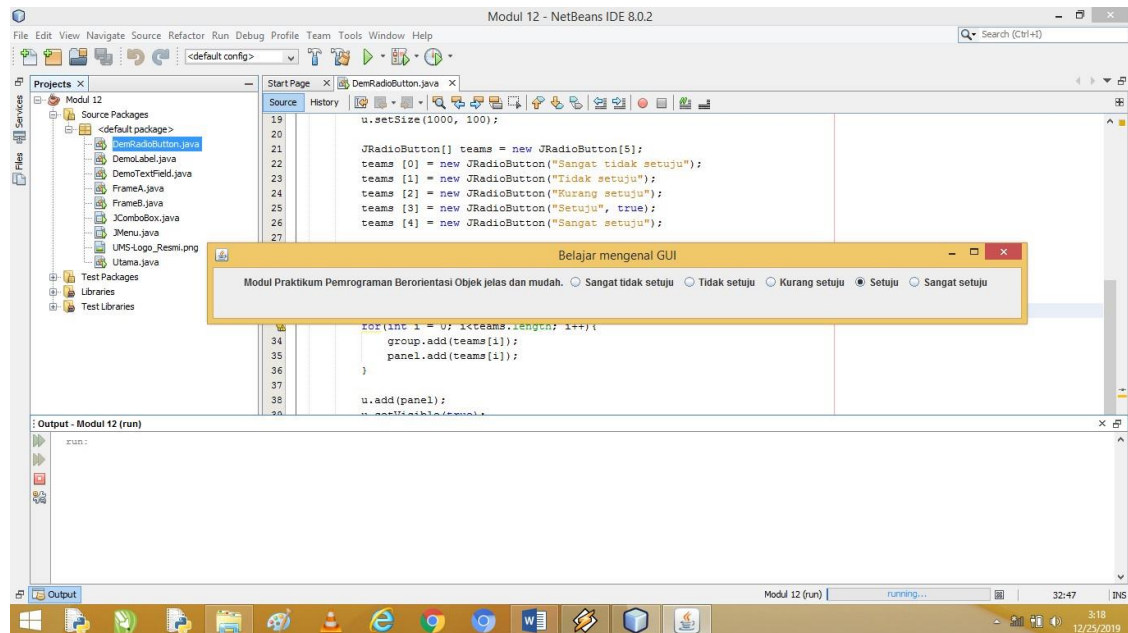 Modul 12 - NetBeans IDE 8.0.2
File Edit View Navigate Source Refactor Run Debug Profile Team Tools Window Help
Search (Ctrl+I)
<default config>
Projects
Start Page
DemRadioButton.java
Services
Files
Modul 12
Source Packages
<default package>
DemRadioButton.java
DemoLabel.java
DemoTextField.java
FrameA.java
FrameB.java
JComboBox.java
JMenu.java
UMS-Logo_Resmi.png
Utama.java
Test Packages
Libraries
Test Libraries
Source History
19 u.setSize(1000, 100);
20
21 JRadioButton[] teams = new JRadioButton[5];
22 teams [0] = new JRadioButton("Sangat tidak setuju");
23 teams [1] = new JRadioButton("Tidak setuju");
24 teams [2] = new JRadioButton("Kurang setuju");
25 teams [3] = new JRadioButton("Setuju", true);
26 teams [4] = new JRadioButton("Sangat setuju");
27
Belajar mengenal GUI
Modul Praktikum Pemrograman Berorientasi Objek jelas dan mudah. Sangat tidak setuju Tidak setuju Kurang setuju Setuju Sangat setuju
for(int i = 0; i<teams.length; i++){
34 group.add(teams[i]);
35 panel.add(teams[i]);
36 }
37
38 u.add(panel);
39 u.setVisible(true);
Output - Modul 12 (run)
run:
Output
Modul 12 (run)
running...
32:47
INS
3:18
12/25/2019